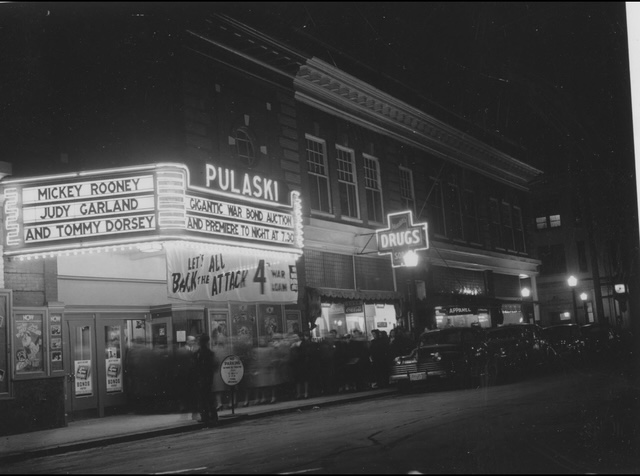 PULASKI
MICKEY ROONEY
JUDY GARLAND
AND TOMMY DORSEY
GIGANTIC WAR BOND AUCTION
AND PREMIERE TO NIGHT AT 7:30
LET'S ALL
BACK THE ATTACK
4
WAR
LOAN
DRUGS